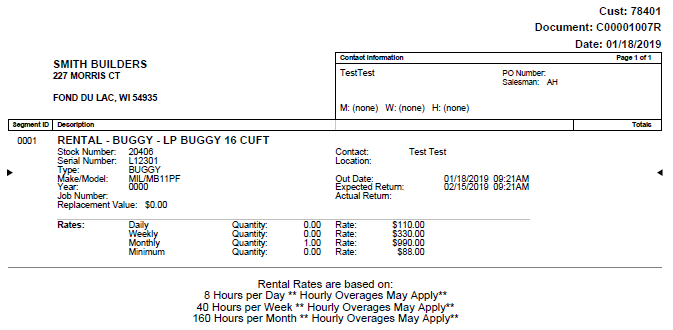 Cust: 78401
Document: C00001007R
Date: 01/18/2019
SMITH BUILDERS
227 MORRIS CT
FOND DU LAC, WI 54935
Contact Information Page 1 of 1
TestTest PO Number:
Salesman: AH
M: (none) W: (none) H: (none)
Segment ID Description Totals
0001 RENTAL - BUGGY - LP BUGGY 16 CUFT
Stock Number: 20406 Contact: Test Test
Serial Number: L12301 Location:
Type: BUGGY
Make/Model: MIL/MB11PF Out Date: 01/18/2019 09:21AM
Year: 0000 Expected Return: 02/15/2019 09:21AM
Job Number: Actual Return:
Replacement Value: $0.00
Rates: Daily Quantity: 0.00 Rate: $110.00
Weekly Quantity: 0.00 Rate: $330.00
Monthly Quantity: 1.00 Rate: $990.00
Minimum Quantity: 0.00 Rate: $88.00
Rental Rates are based on:
8 Hours per Day ** Hourly Overages May Apply**
40 Hours per Week ** Hourly Overages May Apply**
160 Hours per Month ** Hourly Overages May Apply**